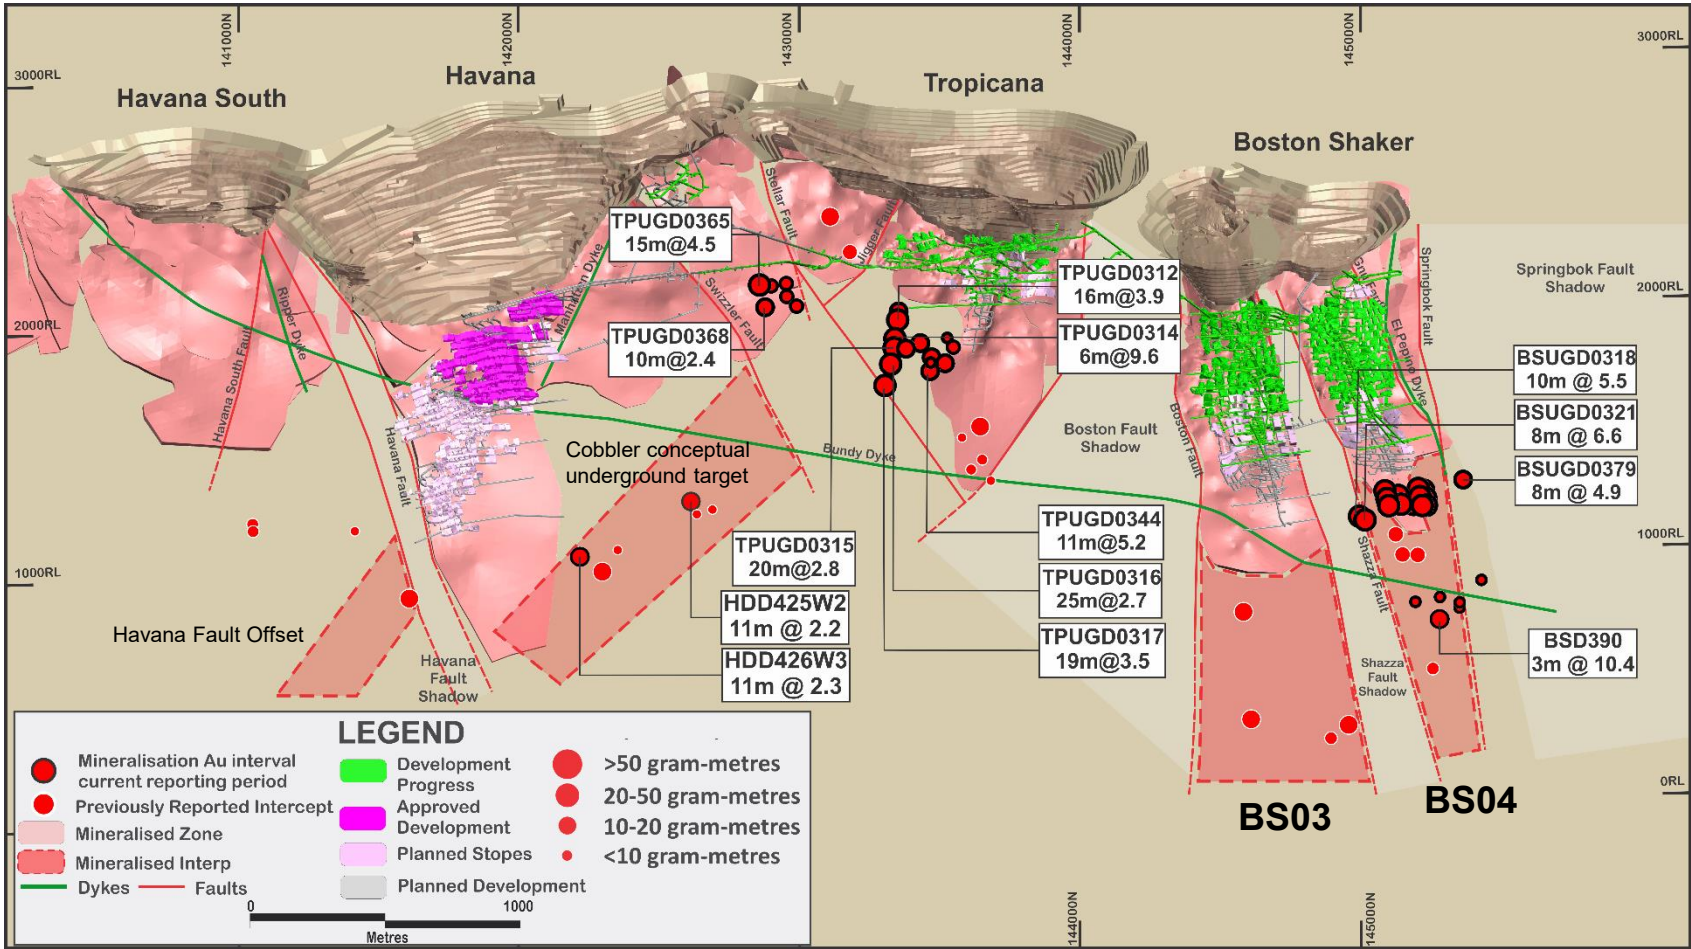 141000N
142000N
143000N
144000N
145000N
3000RL
3000RL
Havana South
Havana
Tropicana
Boston Shaker
Stellar Fault
Jigger Fault
Swizzler Fault
Manhattan Dyke
Ripper Dyke
Havana South Fault
Havana Fault
Gnu Fault
Springbok Fault
El Pepino Dyke
Springbok Fault
Shadow
2000RL
2000RL
TPUGD0365
15m@4.5
TPUGD0368
10m@2.4
TPUGD0312
16m@3.9
TPUGD0314
6m@9.6
BSUGD0318
10m @ 5.5
BSUGD0321
8m @ 6.6
BSUGD0379
8m @ 4.9
Boston Fault
Boston Fault
Shadow
Bundy Dyke
Cobbler conceptual
underground target
TPUGD0315
20m@2.8
HDD425W2
11m @ 2.2
HDD426W3
11m @ 2.3
TPUGD0344
11m@5.2
TPUGD0316
25m@2.7
TPUGD0317
19m@3.5
Shazza Fault
Shazza
Fault
Shadow
BSD390
3m @ 10.4
1000RL
1000RL
Havana Fault Offset
Havana
Fault
Shadow
BS03
BS04
0RL
LEGEND
Mineralisation Au interval
current reporting period
Previously Reported Intercept
Mineralised Zone
Mineralised Interp
Dykes
Faults
Development
Progress
Approved
Development
Planned Stopes
Planned Development
>50 gram-metres
20-50 gram-metres
10-20 gram-metres
<10 gram-metres
0
1000
Metres
144000N
145000N